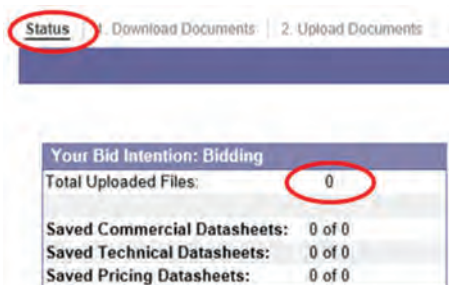 Status | 1. Download Documents | 2. Upload Documents
Your Bid Intention: Bidding
Total Uploaded Files: 0
Saved Commercial Datasheets: 0 of 0
Saved Technical Datasheets: 0 of 0
Saved Pricing Datasheets: 0 of 0